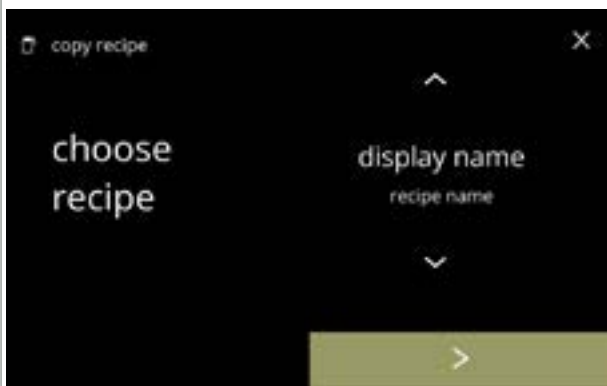 copy recipe
choose
recipe
display name
recipe name